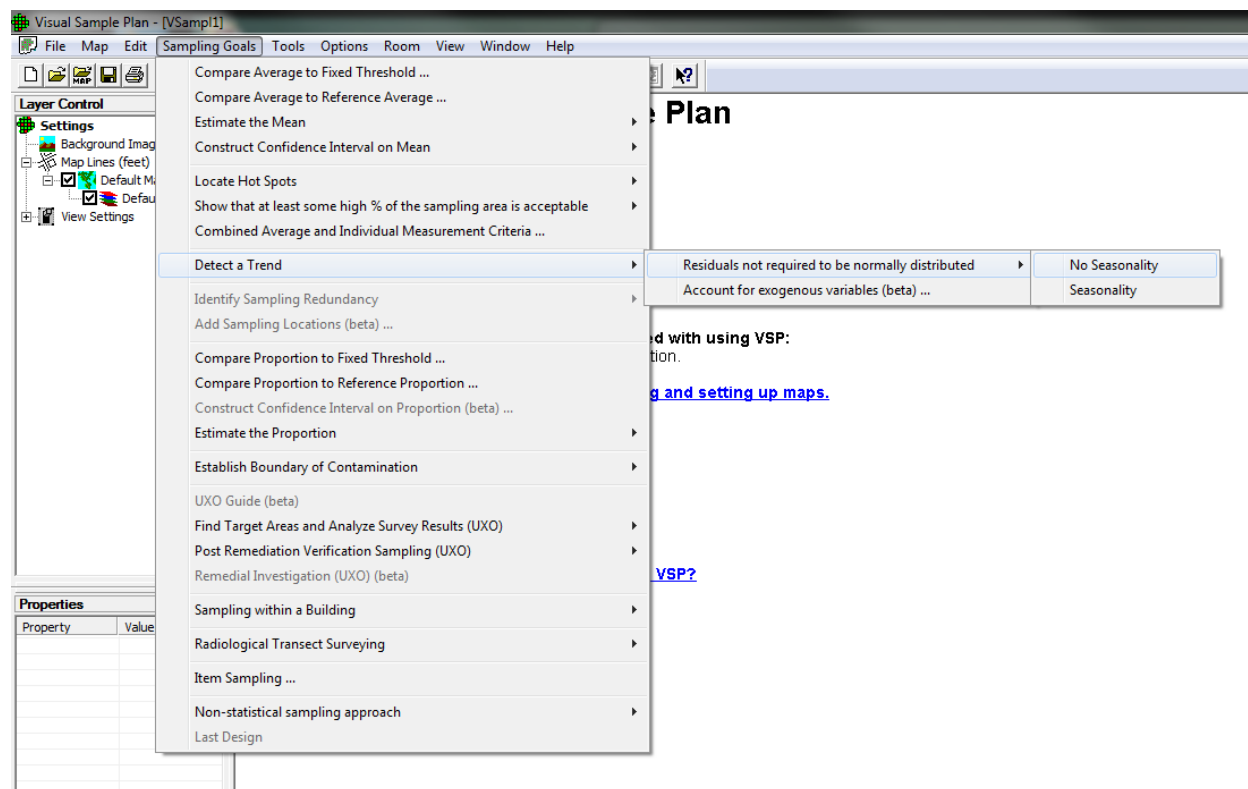 Visual Sample Plan - [VSampl1]
File Map Edit Sampling Goals Tools Options Room View Window Help
MAP
Layer Control
Settings
Background Imag
Map Lines (feet)
Default Ma
Defau
View Settings
Compare Average to Fixed Threshold ...
Compare Average to Reference Average ...
Estimate the Mean
Construct Confidence Interval on Mean
Locate Hot Spots
Show that at least some high % of the sampling area is acceptable
Combined Average and Individual Measurement Criteria ...
Detect a Trend
Identify Sampling Redundancy
Add Sampling Locations (beta) ...
Compare Proportion to Fixed Threshold ...
Compare Proportion to Reference Proportion ...
Construct Confidence Interval on Proportion (beta) ...
Estimate the Proportion
Establish Boundary of Contamination
UXO Guide (beta)
Find Target Areas and Analyze Survey Results (UXO)
Post Remediation Verification Sampling (UXO)
Remedial Investigation (UXO) (beta)
Sampling within a Building
Radiological Transect Surveying
Item Sampling ...
Non-statistical sampling approach
Last Design
Residuals not required to be normally distributed
Account for exogenous variables (beta) ...
No Seasonality
Seasonality
e Plan
ed with using VSP:
tion.
g and setting up maps.
VSP?
Properties
Property Value